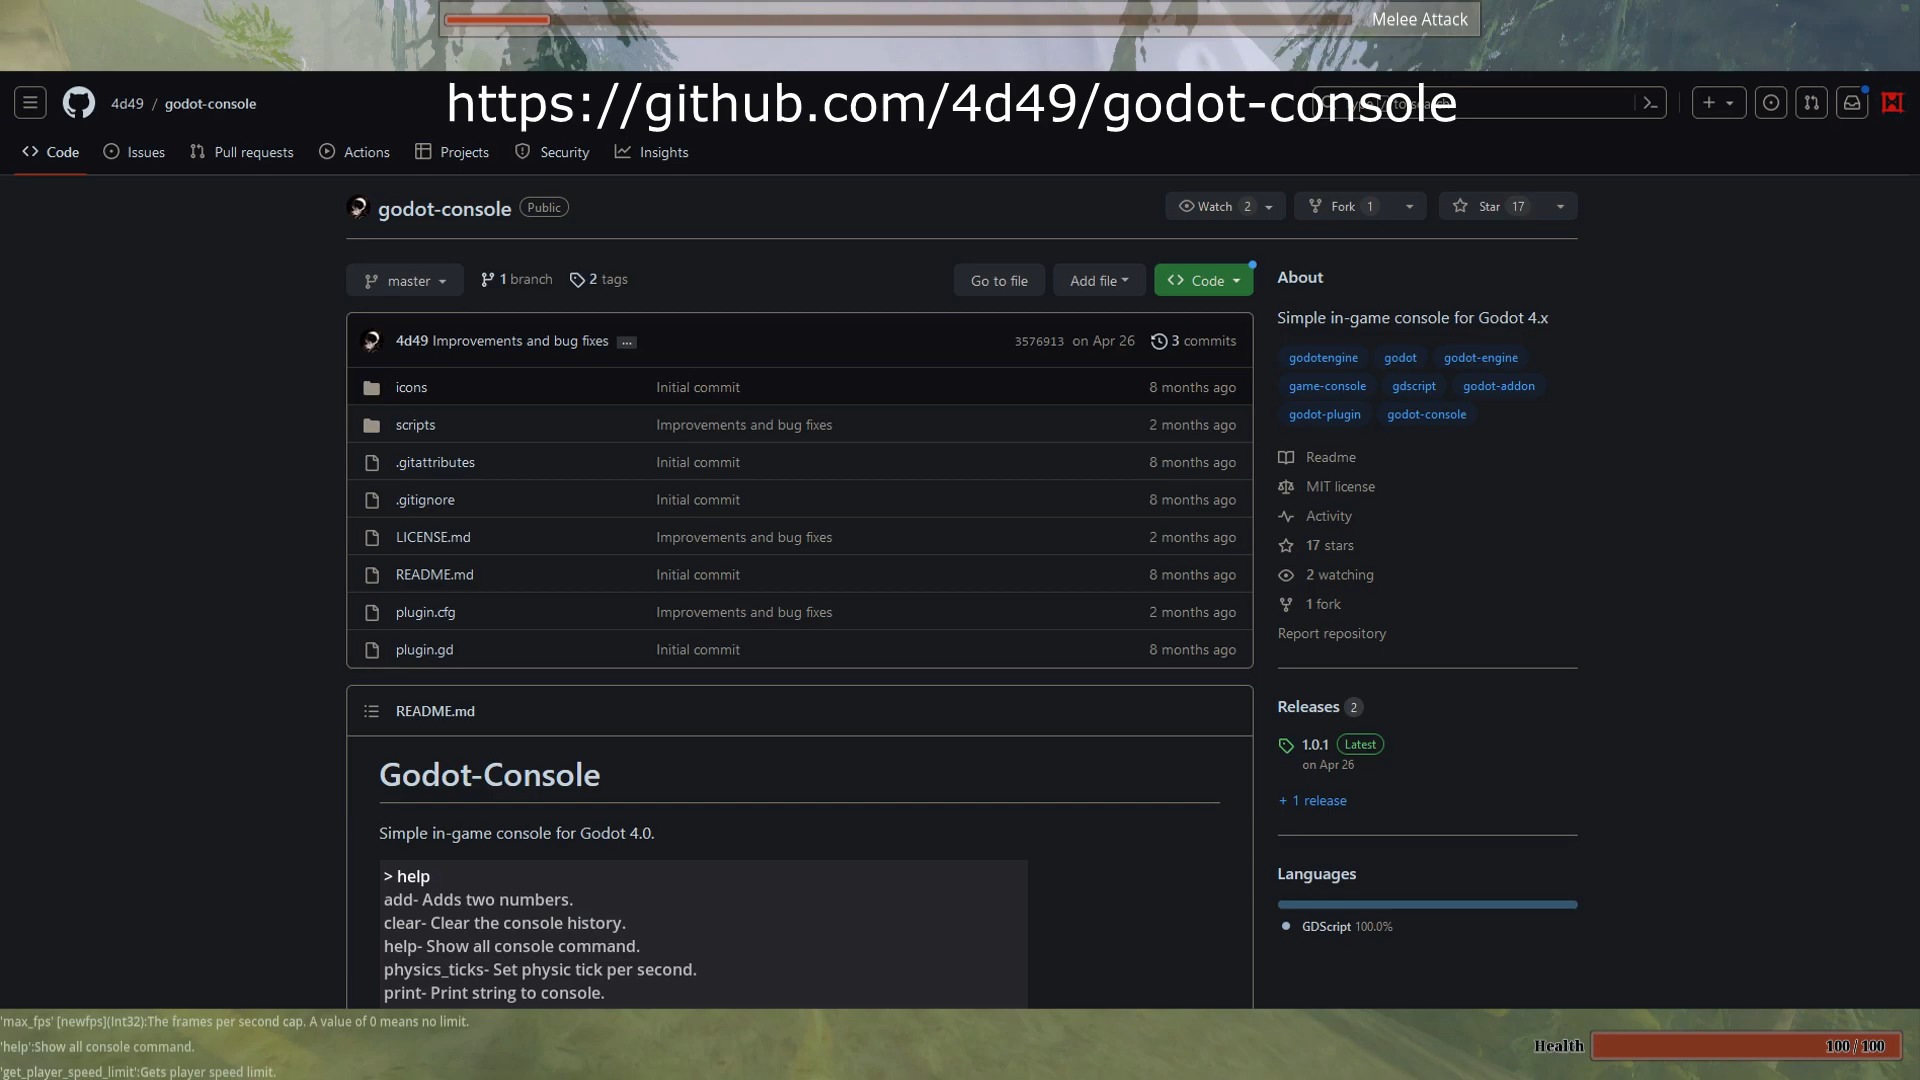 Melee Attack
4d49 / godot-console
https://github.com/4d49/godot-console
Code
Issues
Pull requests
Actions
Projects
Security
Insights
godot-console
Public
Watch 2
Fork 1
Star 17
master
1 branch
2 tags
Go to file
Add file
Code
4d49 Improvements and bug fixes ...
3576913 on Apr 26
3 commits
icons Initial commit 8 months ago
scripts Improvements and bug fixes 2 months ago
.gitattributes Initial commit 8 months ago
.gitignore Initial commit 8 months ago
LICENSE.md Improvements and bug fixes 2 months ago
README.md Initial commit 8 months ago
plugin.cfg Improvements and bug fixes 2 months ago
plugin.gd Initial commit 8 months ago
README.md
Godot-Console
Simple in-game console for Godot 4.0.
> help
add- Adds two numbers.
clear- Clear the console history.
help- Show all console command.
physics_ticks- Set physic tick per second.
print- Print string to console.
About
Simple in-game console for Godot 4.x
godotengine godot godot-engine
game-console gdscript godot-addon
godot-plugin godot-console
Readme
MIT license
Activity
17 stars
2 watching
1 fork
Report repository
Releases 2
1.0.1 Latest
on Apr 26
+ 1 release
Languages
GDScript 100.0%
'max_fps' [newfps](Int32):The frames per second cap. A value of 0 means no limit.
'help':Show all console command.
'get_player_speed_limit':Gets player speed limit.
Health 100 / 100